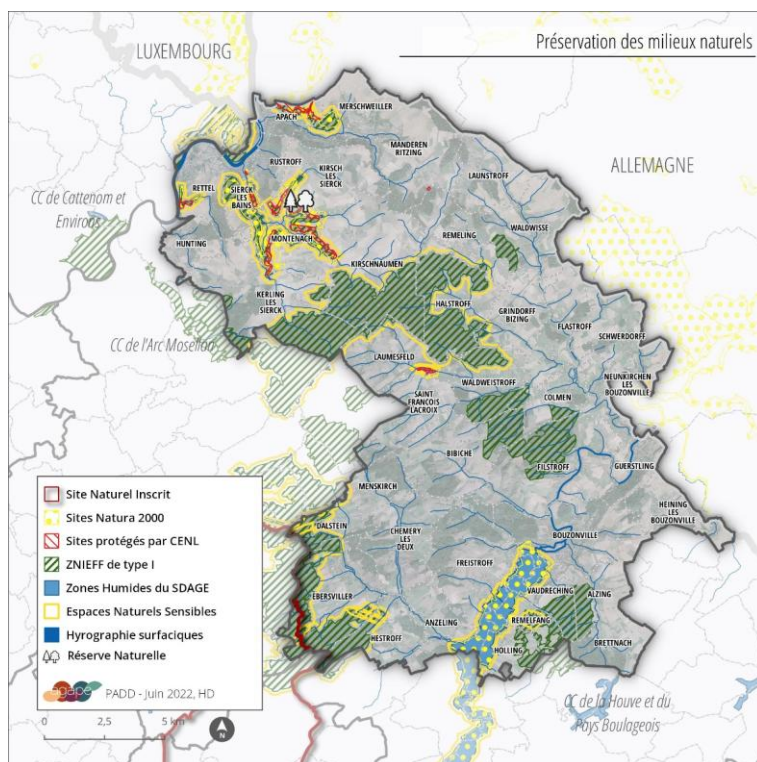 Préservation des milieux naturels
LUXEMBOURG
ALLEMAGNE
CC de Cattenom et
Environs
CC de l'Arc Mosellan
CC de la Houve et du
Pays Boulageois
APACH
MERSCHWEILLER
MANDEREN
RITZING
RUSTROFF
KIRSCH
LES
SIERCK
LAUNSTROFF
RETTEL
SIERCK
LES
BAINS
WALDWISSE
MONTENACH
REMELING
HUNTING
KIRSCHNAUMEN
KERLING
LES
SIERCK
HALSTROFF
GRINDORFF
BIZING
FLASTROFF
SCHWERDORFF
LAUMESFELD
WALDWEISTROFF
NEUNKIRCHEN
LES
BOUZONVILLE
SAINT
FRANCOIS
LACROIX
COLMEN
BIBICHE
FILSTROFF
GUERSTLING
MENSKIRCH
HEINING
LES
BOUZONVILLE
DALSTEIN
CHEMERY
LES
DEUX
BOUZONVILLE
FREISTROFF
EBERSVILLER
VAUDRECHING
ALZING
ANZELING
REMELFANG
HESTROFF
HOLLING
BRETTNACH
Site Naturel Inscrit
Sites Natura 2000
Sites protégés par CENL
ZNIEFF de type I
Zones Humides du SDAGE
Espaces Naturels Sensibles
Hyrographie surfaciques
Réserve Naturelle
agape
PADD - Juin 2022, HD
0 2,5 5 km
N